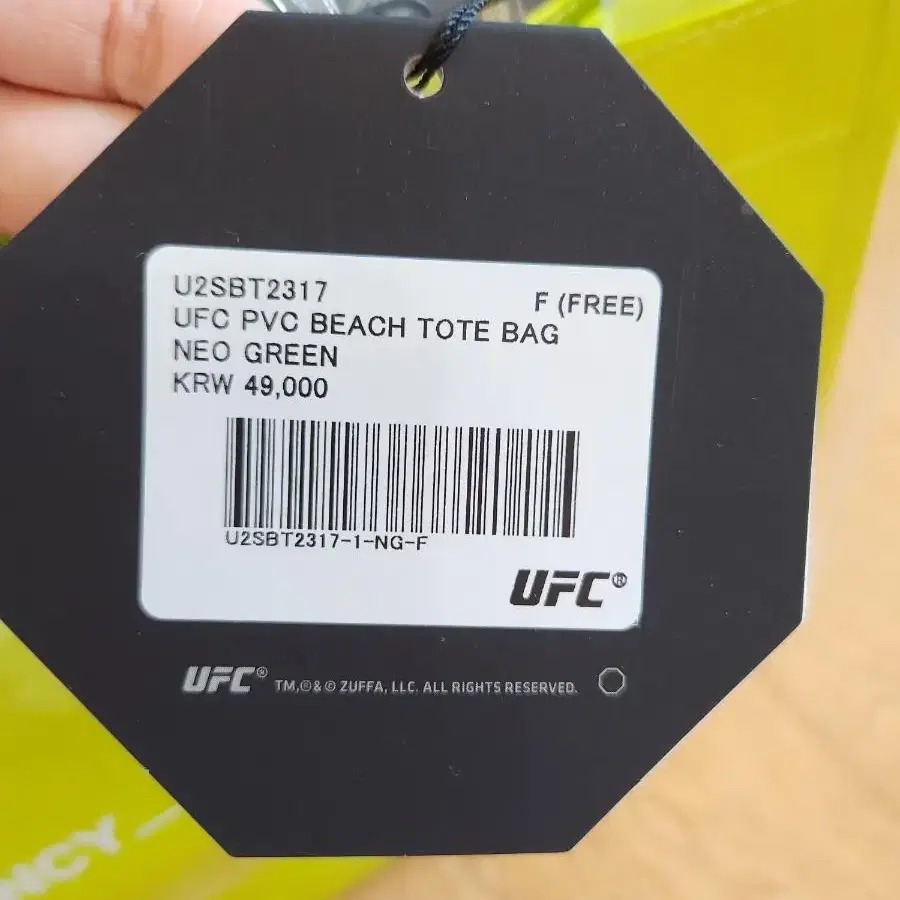 U2SBT2317
F (FREE)
UFC PVC BEACH TOTE BAG
NEO GREEN
KRW 49,000
U2SBT2317-1-NG-F
UFC®
UFC® TM,®&© ZUFFA, LLC. ALL RIGHTS RESERVED.